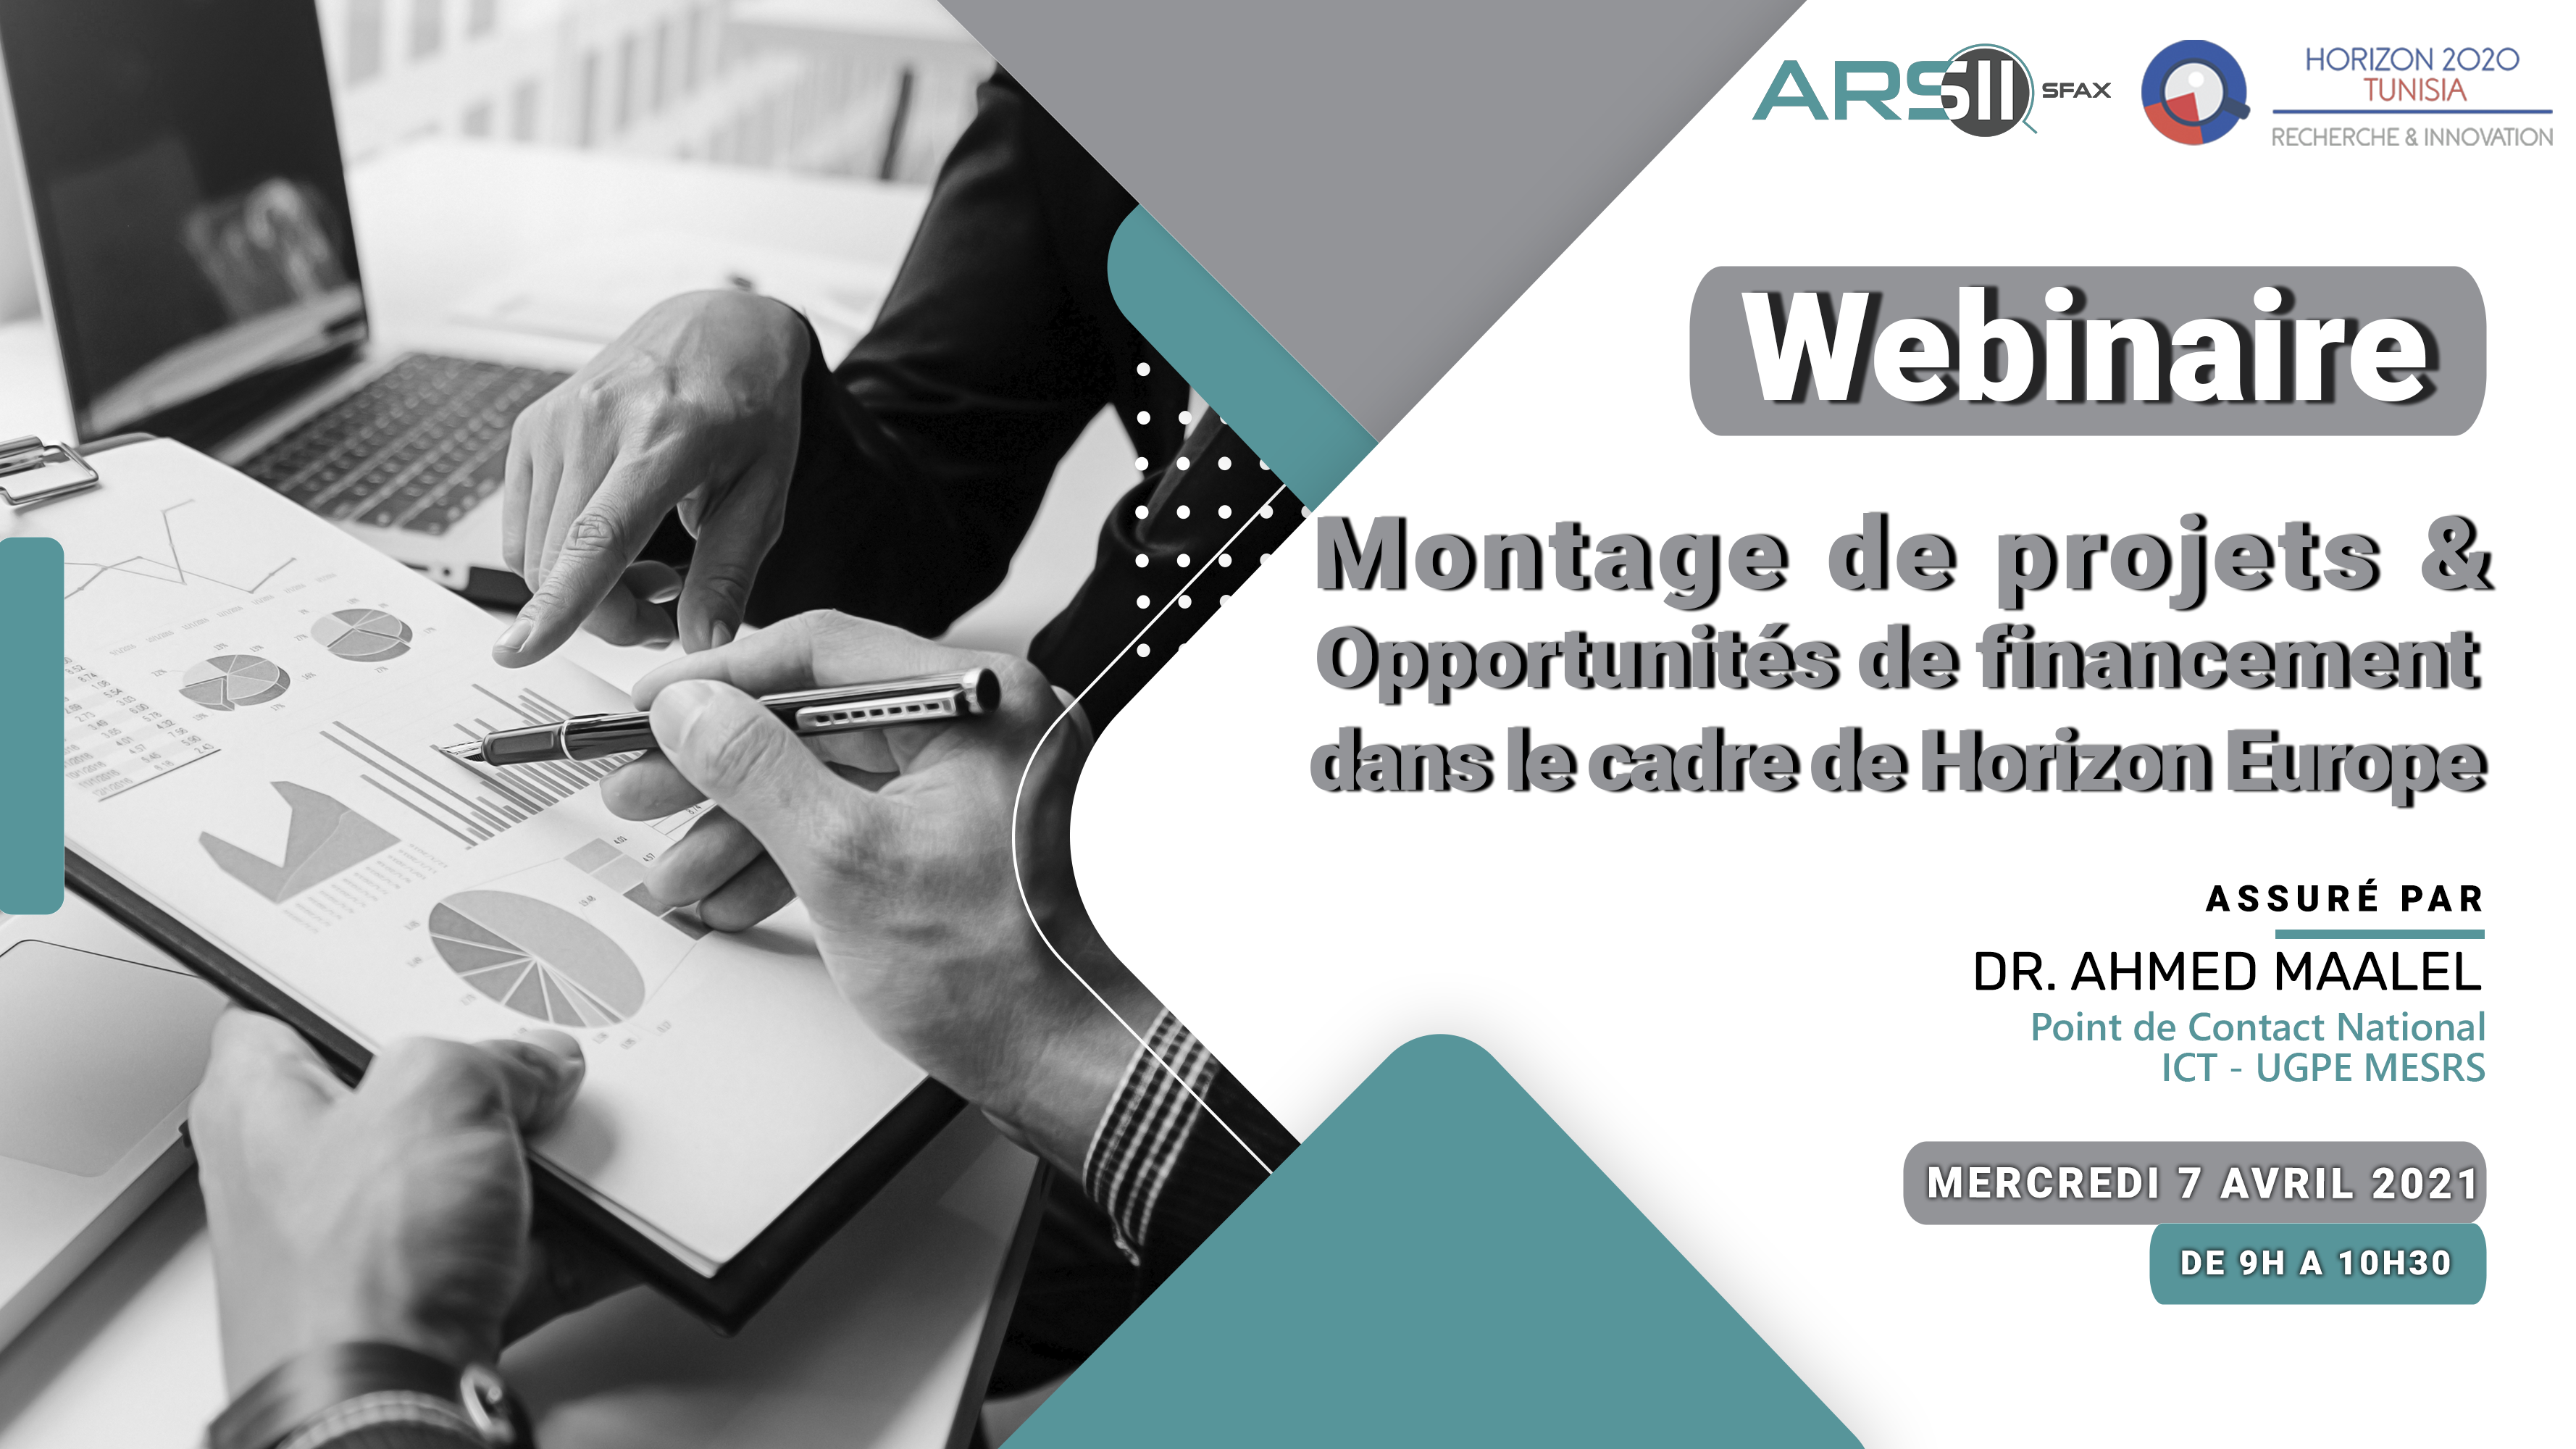 ARSII SFAX
HORIZON 2020
TUNISIA
RECHERCHE & INNOVATION
Webinaire
Montage de projets &
Opportunités de financement
dans le cadre de Horizon Europe
ASSURÉ PAR
DR. AHMED MAALEL
Point de Contact National
ICT - UGPE MESRS
MERCREDI 7 AVRIL 2021
DE 9H A 10H30